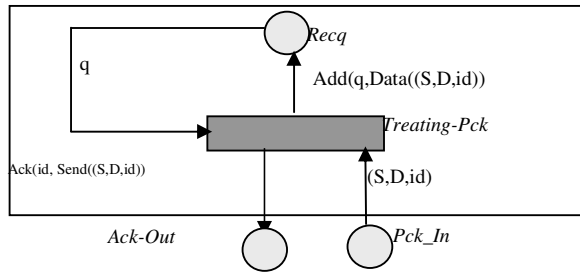 Recq
q
Add(q,Data((S,D,id))
Treating-Pck
Ack(id, Send((S,D,id))
(S,D,id)
Ack-Out
Pck_In